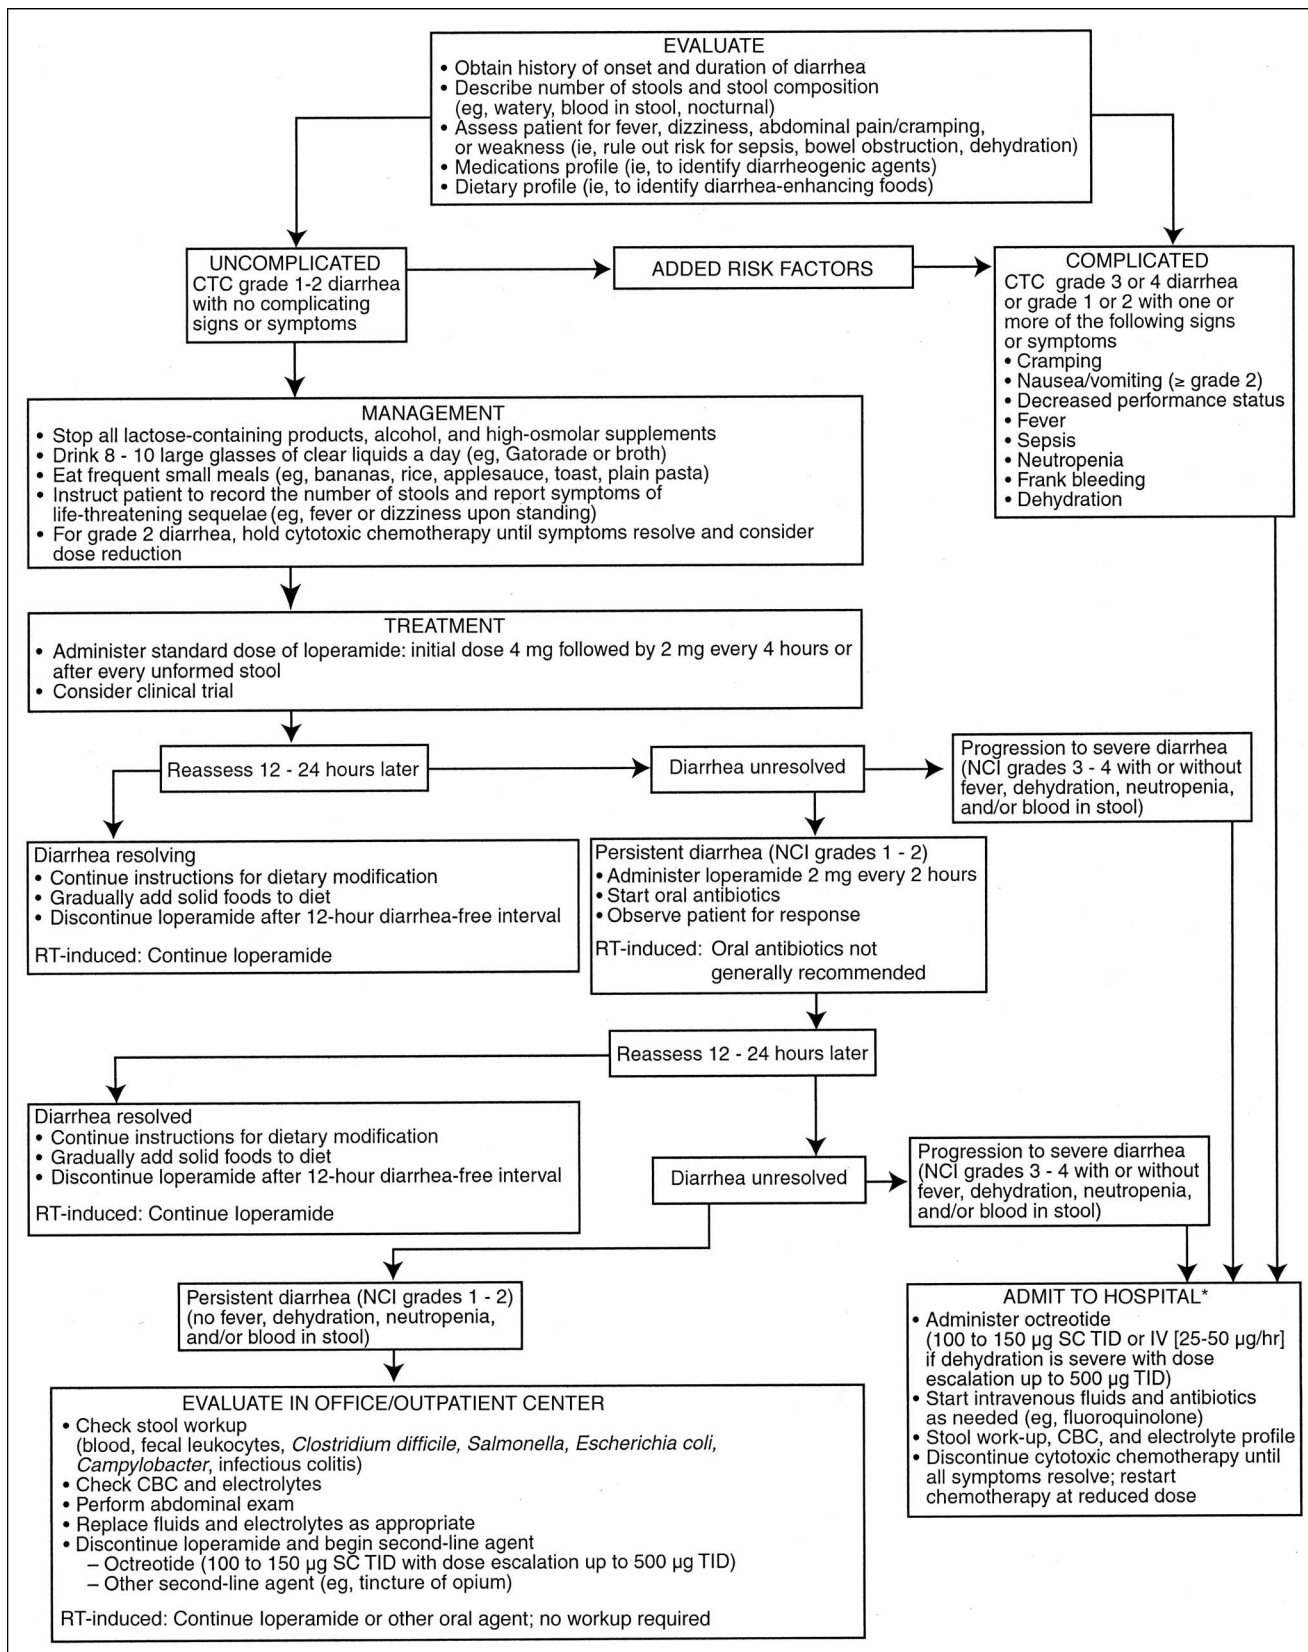 EVALUATE
• Obtain history of onset and duration of diarrhea
• Describe number of stools and stool composition
(eg, watery, blood in stool, nocturnal)
• Assess patient for fever, dizziness, abdominal pain/cramping,
or weakness (ie, rule out risk for sepsis, bowel obstruction, dehydration)
• Medications profile (ie, to identify diarrheogenic agents)
• Dietary profile (ie, to identify diarrhea-enhancing foods)
UNCOMPLICATED
CTC grade 1-2 diarrhea
with no complicating
signs or symptoms
ADDED RISK FACTORS
COMPLICATED
CTC grade 3 or 4 diarrhea
or grade 1 or 2 with one or
more of the following signs
or symptoms
• Cramping
• Nausea/vomiting (≥ grade 2)
• Decreased performance status
• Fever
• Sepsis
• Neutropenia
• Frank bleeding
• Dehydration
MANAGEMENT
• Stop all lactose-containing products, alcohol, and high-osmolar supplements
• Drink 8 - 10 large glasses of clear liquids a day (eg, Gatorade or broth)
• Eat frequent small meals (eg, bananas, rice, applesauce, toast, plain pasta)
• Instruct patient to record the number of stools and report symptoms of
life-threatening sequelae (eg, fever or dizziness upon standing)
• For grade 2 diarrhea, hold cytotoxic chemotherapy until symptoms resolve and consider
dose reduction
TREATMENT
• Administer standard dose of loperamide: initial dose 4 mg followed by 2 mg every 4 hours or
after every unformed stool
• Consider clinical trial
Reassess 12 - 24 hours later
Diarrhea unresolved
Progression to severe diarrhea
(NCI grades 3 - 4 with or without
fever, dehydration, neutropenia,
and/or blood in stool)
Diarrhea resolving
• Continue instructions for dietary modification
• Gradually add solid foods to diet
• Discontinue loperamide after 12-hour diarrhea-free interval
RT-induced: Continue loperamide
Persistent diarrhea (NCI grades 1 - 2)
• Administer loperamide 2 mg every 2 hours
• Start oral antibiotics
• Observe patient for response
RT-induced: Oral antibiotics not
generally recommended
Reassess 12 - 24 hours later
Diarrhea resolved
• Continue instructions for dietary modification
• Gradually add solid foods to diet
• Discontinue loperamide after 12-hour diarrhea-free interval
RT-induced: Continue loperamide
Diarrhea unresolved
Progression to severe diarrhea
(NCI grades 3 - 4 with or without
fever, dehydration, neutropenia,
and/or blood in stool)
Persistent diarrhea (NCI grades 1 - 2)
(no fever, dehydration, neutropenia,
and/or blood in stool)
ADMIT TO HOSPITAL*
• Administer octreotide
(100 to 150 µg SC TID or IV [25-50 µg/hr]
if dehydration is severe with dose
escalation up to 500 µg TID)
• Start intravenous fluids and antibiotics
as needed (eg, fluoroquinolone)
• Stool work-up, CBC, and electrolyte profile
• Discontinue cytotoxic chemotherapy until
all symptoms resolve; restart
chemotherapy at reduced dose
EVALUATE IN OFFICE/OUTPATIENT CENTER
• Check stool workup
(blood, fecal leukocytes, Clostridium difficile, Salmonella, Escherichia coli,
Campylobacter, infectious colitis)
• Check CBC and electrolytes
• Perform abdominal exam
• Replace fluids and electrolytes as appropriate
• Discontinue loperamide and begin second-line agent
– Octreotide (100 to 150 µg SC TID with dose escalation up to 500 µg TID)
– Other second-line agent (eg, tincture of opium)
RT-induced: Continue loperamide or other oral agent; no workup required